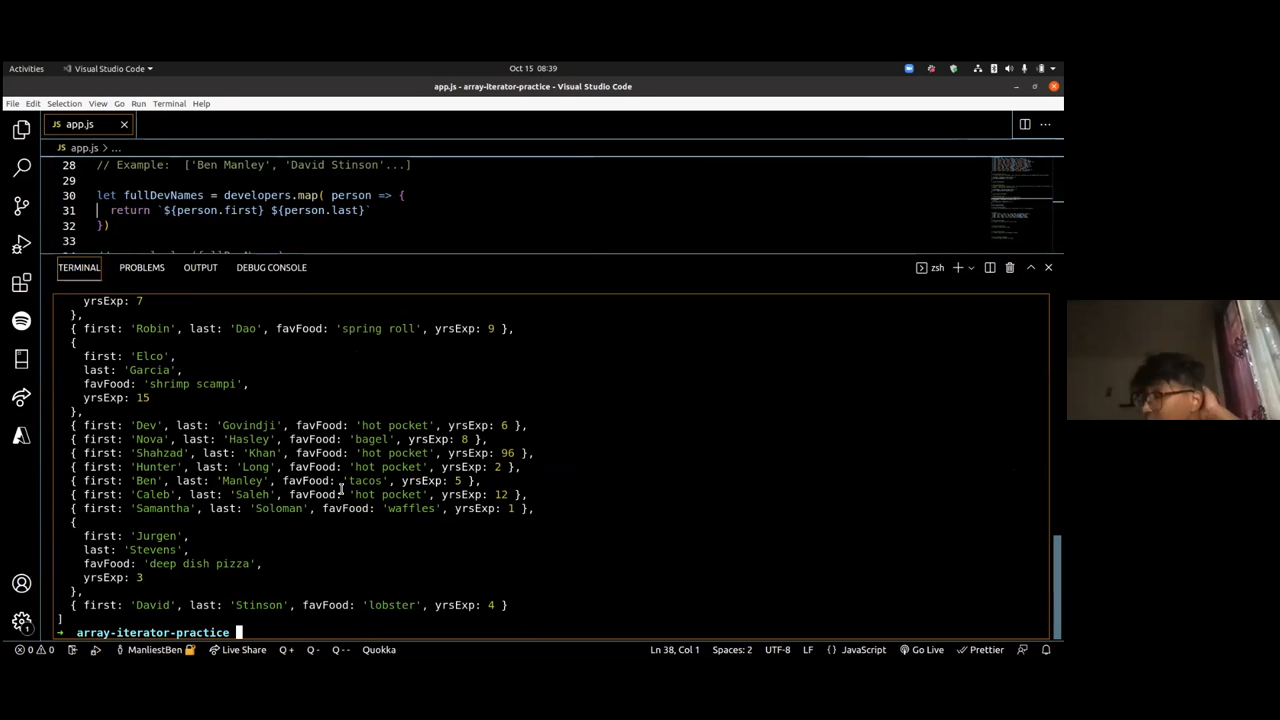 Activities
Visual Studio Code
Oct 15 08:39
app.js - array-iterator-practice - Visual Studio Code
File Edit Selection View Go Run Terminal Help
JS app.js
JS app.js > ...
28 // Example: ['Ben Manley', 'David Stinson'...]
29
30 let fullDevNames = developers.map( person => {
31 return `${person.first} ${person.last}`
32 })
33
TERMINAL PROBLEMS OUTPUT DEBUG CONSOLE
zsh
yrsExp: 7
},
{ first: 'Robin', last: 'Dao', favFood: 'spring roll', yrsExp: 9 },
{
first: 'Elco',
last: 'Garcia',
favFood: 'shrimp scampi',
yrsExp: 15
},
{ first: 'Dev', last: 'Govindji', favFood: 'hot pocket', yrsExp: 6 },
{ first: 'Nova', last: 'Hasley', favFood: 'bagel', yrsExp: 8 },
{ first: 'Shahzad', last: 'Khan', favFood: 'hot pocket', yrsExp: 96 },
{ first: 'Hunter', last: 'Long', favFood: 'hot pocket', yrsExp: 2 },
{ first: 'Ben', last: 'Manley', favFood: 'tacos', yrsExp: 5 },
{ first: 'Caleb', last: 'Saleh', favFood: 'hot pocket', yrsExp: 12 },
{ first: 'Samantha', last: 'Soloman', favFood: 'waffles', yrsExp: 1 },
{
first: 'Jurgen',
last: 'Stevens',
favFood: 'deep dish pizza',
yrsExp: 3
},
{ first: 'David', last: 'Stinson', favFood: 'lobster', yrsExp: 4 }
]
→ array-iterator-practice
0 0 ManliestBen Live Share Q + Q - Q -- Quokka Ln 38, Col 1 Spaces: 2 UTF-8 LF { } JavaScript Go Live Prettier